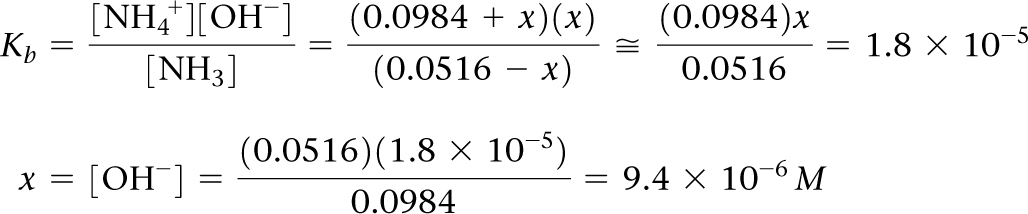 K_b = [NH₄⁺][OH⁻] / [NH₃] = (0.0984 + x)(x) / (0.0516 − x) ≅ (0.0984)x / 0.0516 = 1.8 × 10⁻⁵
x = [OH⁻] = (0.0516)(1.8 × 10⁻⁵) / 0.0984 = 9.4 × 10⁻⁶ M